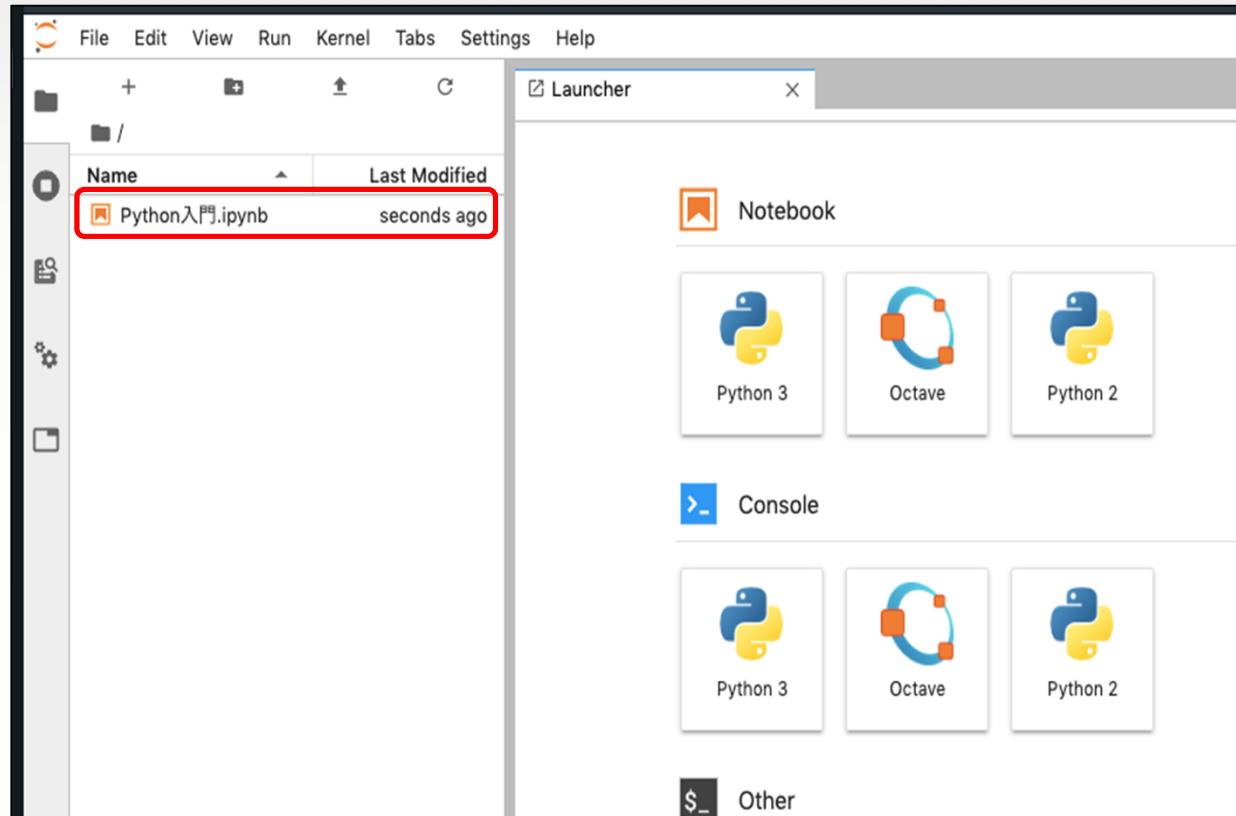 File Edit View Run Kernel Tabs Settings Help
Launcher
/
Name Last Modified
Python入門.ipynb seconds ago
Notebook
Python 3 Octave Python 2
Console
Python 3 Octave Python 2
$_ Other